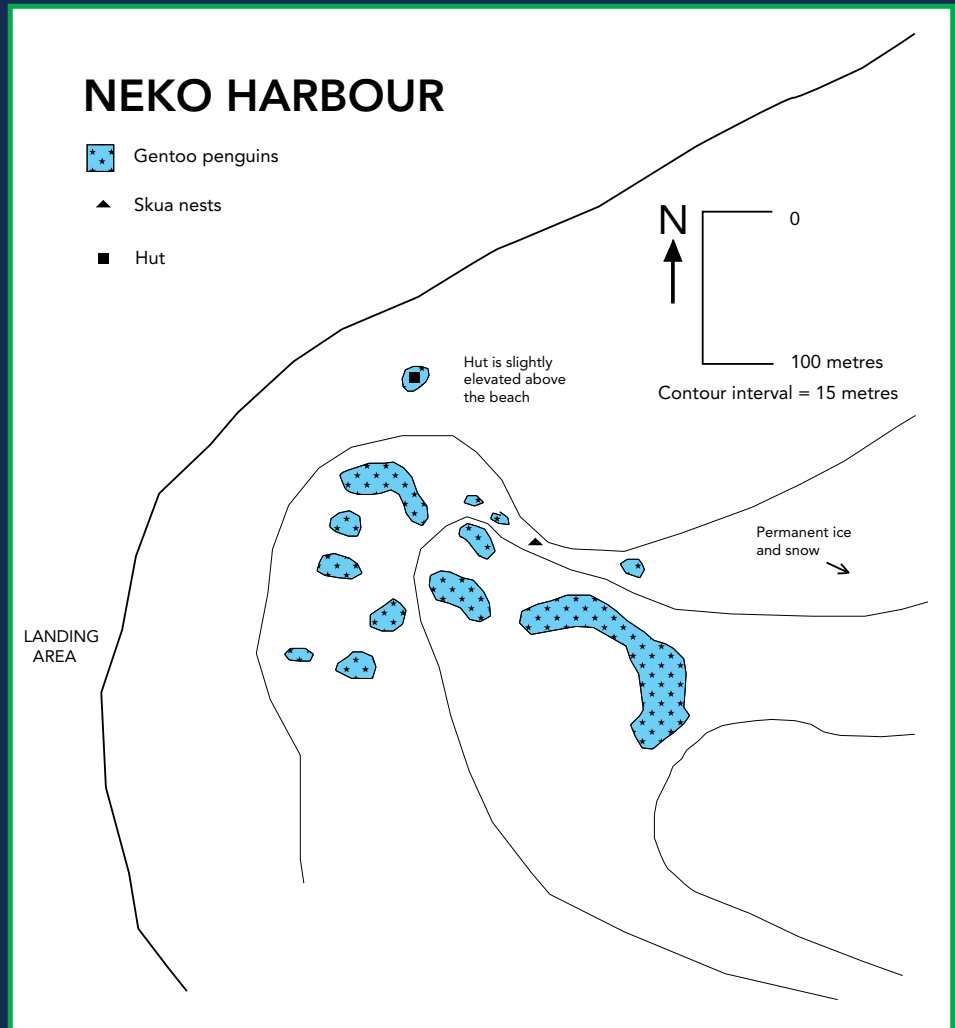 NEKO HARBOUR
Gentoo penguins
Skua nests
Hut
N
0
100 metres
Contour interval = 15 metres
Hut is slightly
elevated above
the beach
Permanent ice
and snow
LANDING
AREA